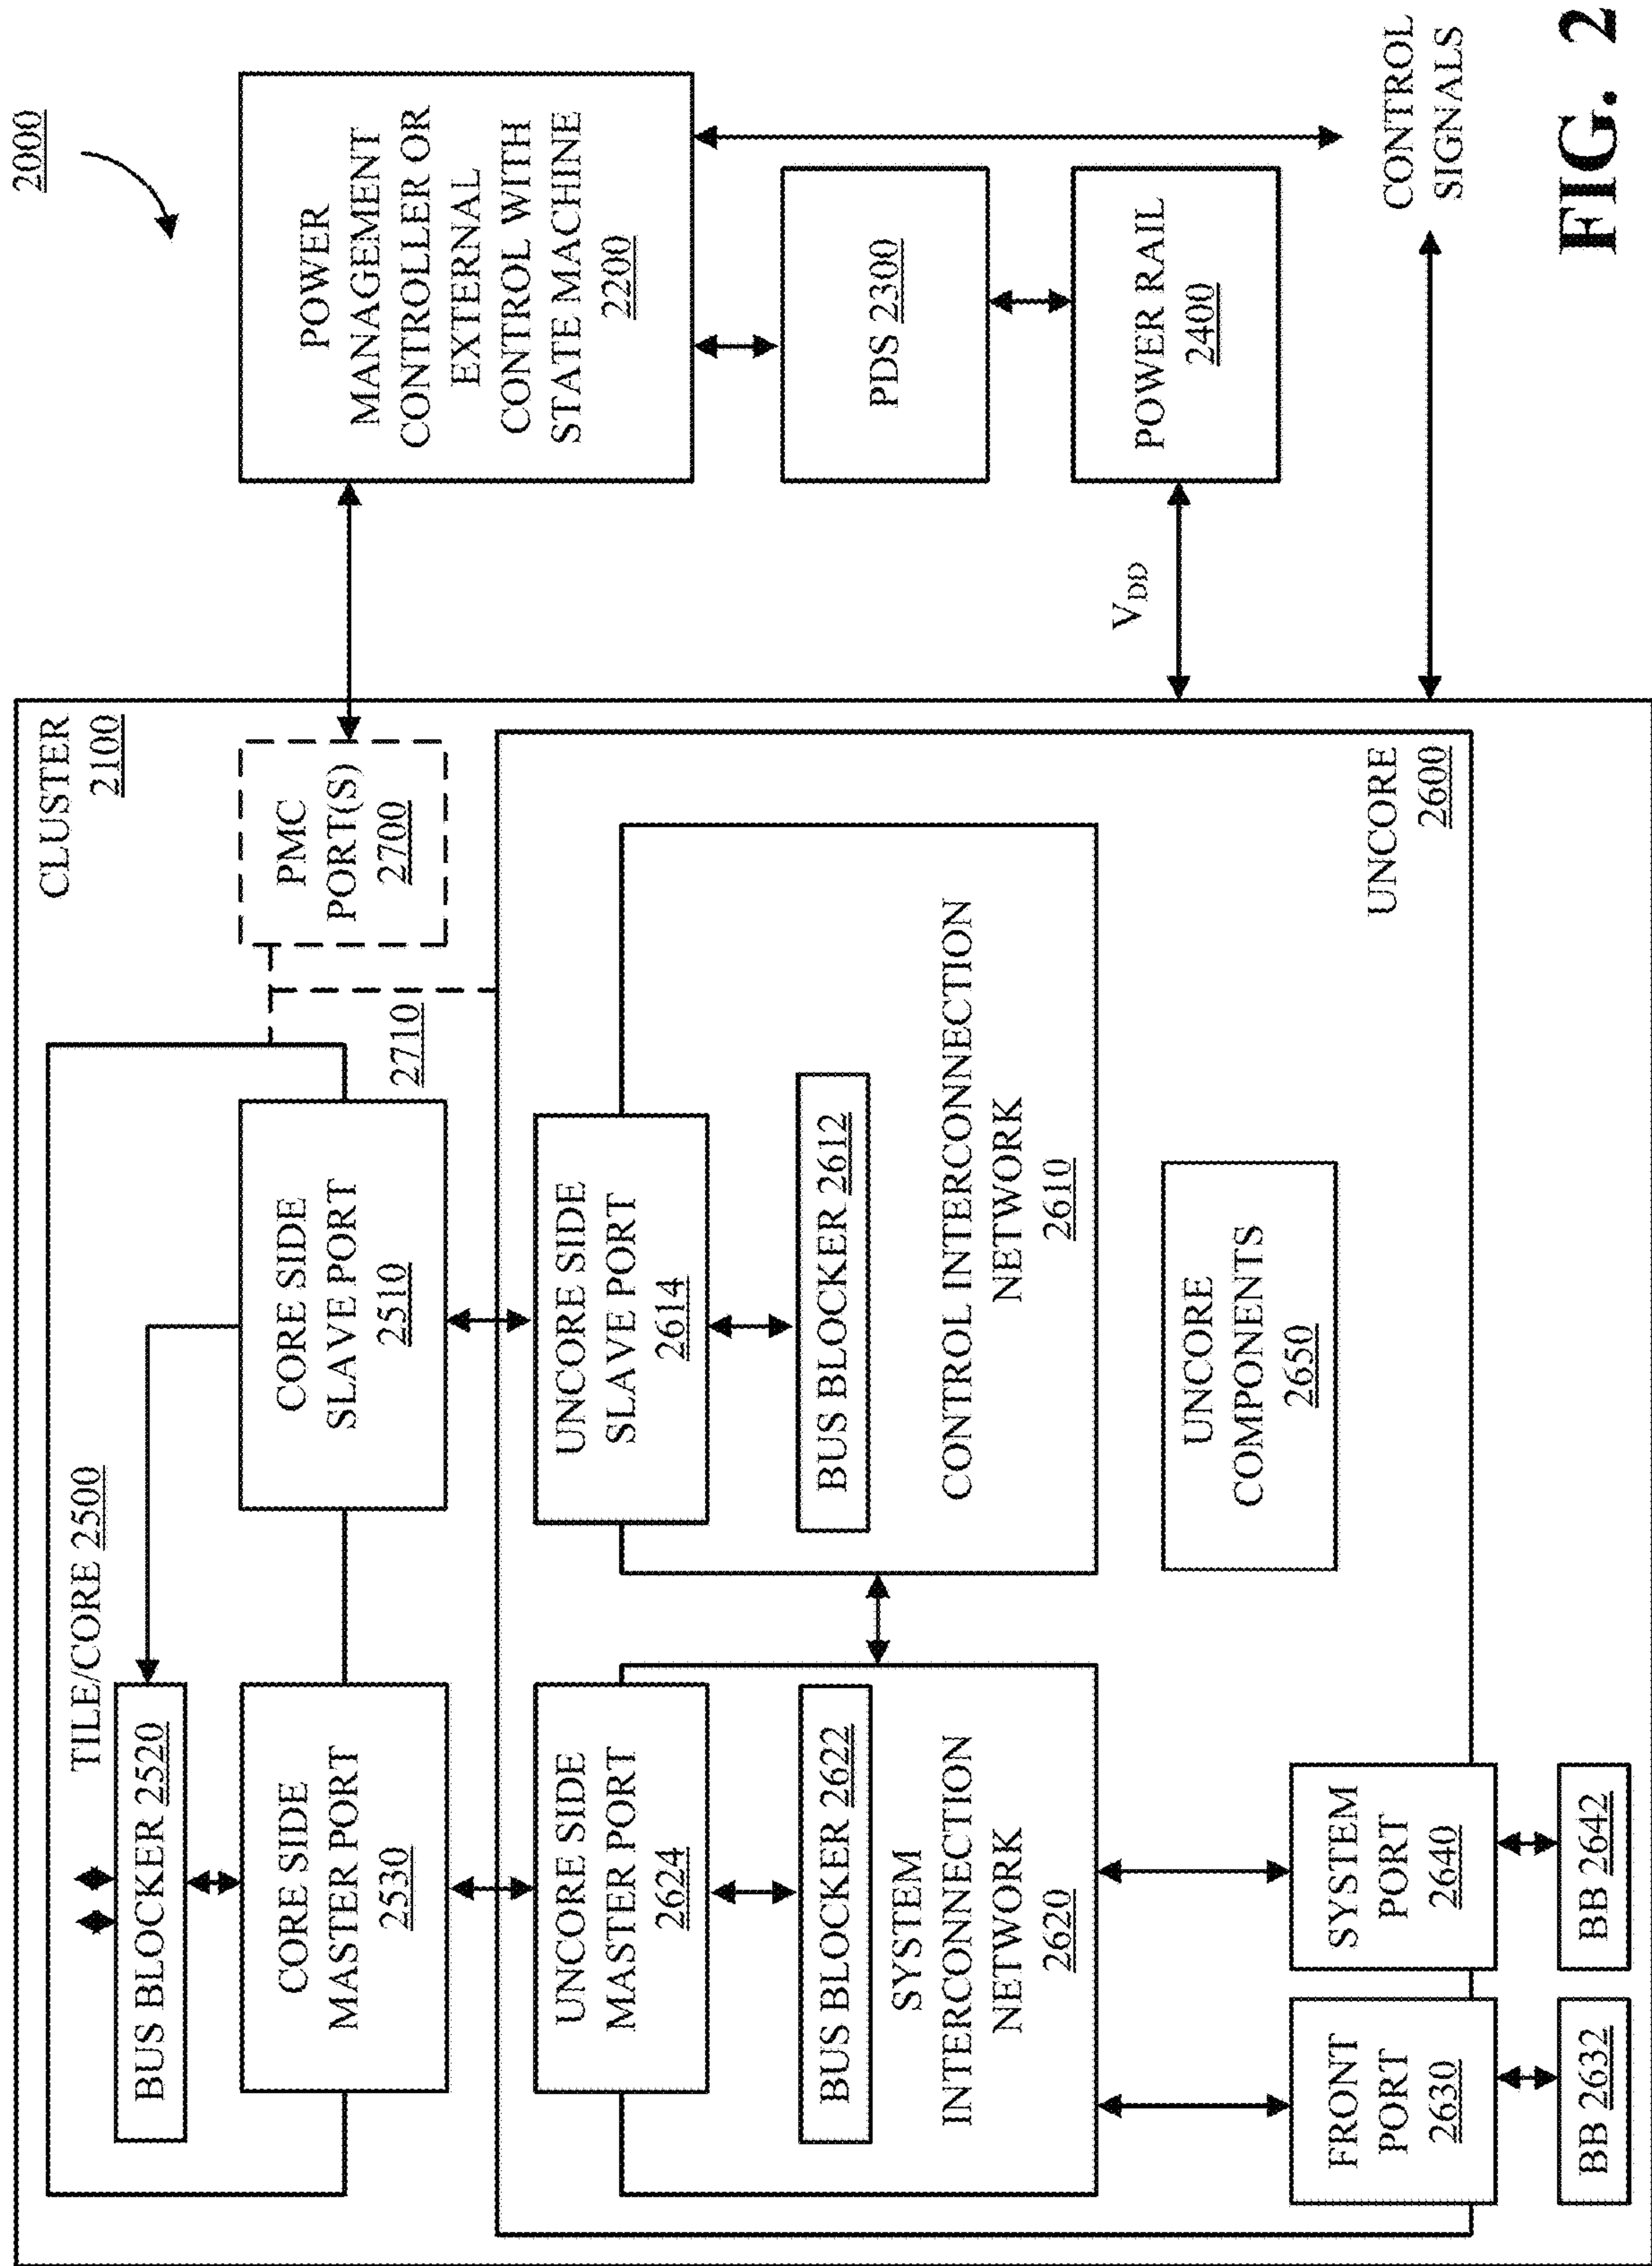 2000
CLUSTER
2100
TILE/CORE 2500
BUS BLOCKER 2520
CORE SIDE
MASTER PORT
2530
CORE SIDE
SLAVE PORT
2510
PMC
PORT(S)
2700
2710
UNCORE SIDE
MASTER PORT
2624
BUS BLOCKER 2622
SYSTEM
INTERCONNECTION
NETWORK
2620
UNCORE SIDE
SLAVE PORT
2614
BUS BLOCKER 2612
CONTROL INTERCONNECTION
NETWORK
2610
UNCORE
COMPONENTS
2650
UNCORE
2600
FRONT
PORT
2630
SYSTEM
PORT
2640
BB 2632
BB 2642
POWER
MANAGEMENT
CONTROLLER OR
EXTERNAL
CONTROL WITH
STATE MACHINE
2200
PDS 2300
POWER RAIL
2400
VDD
CONTROL
SIGNALS
FIG. 2